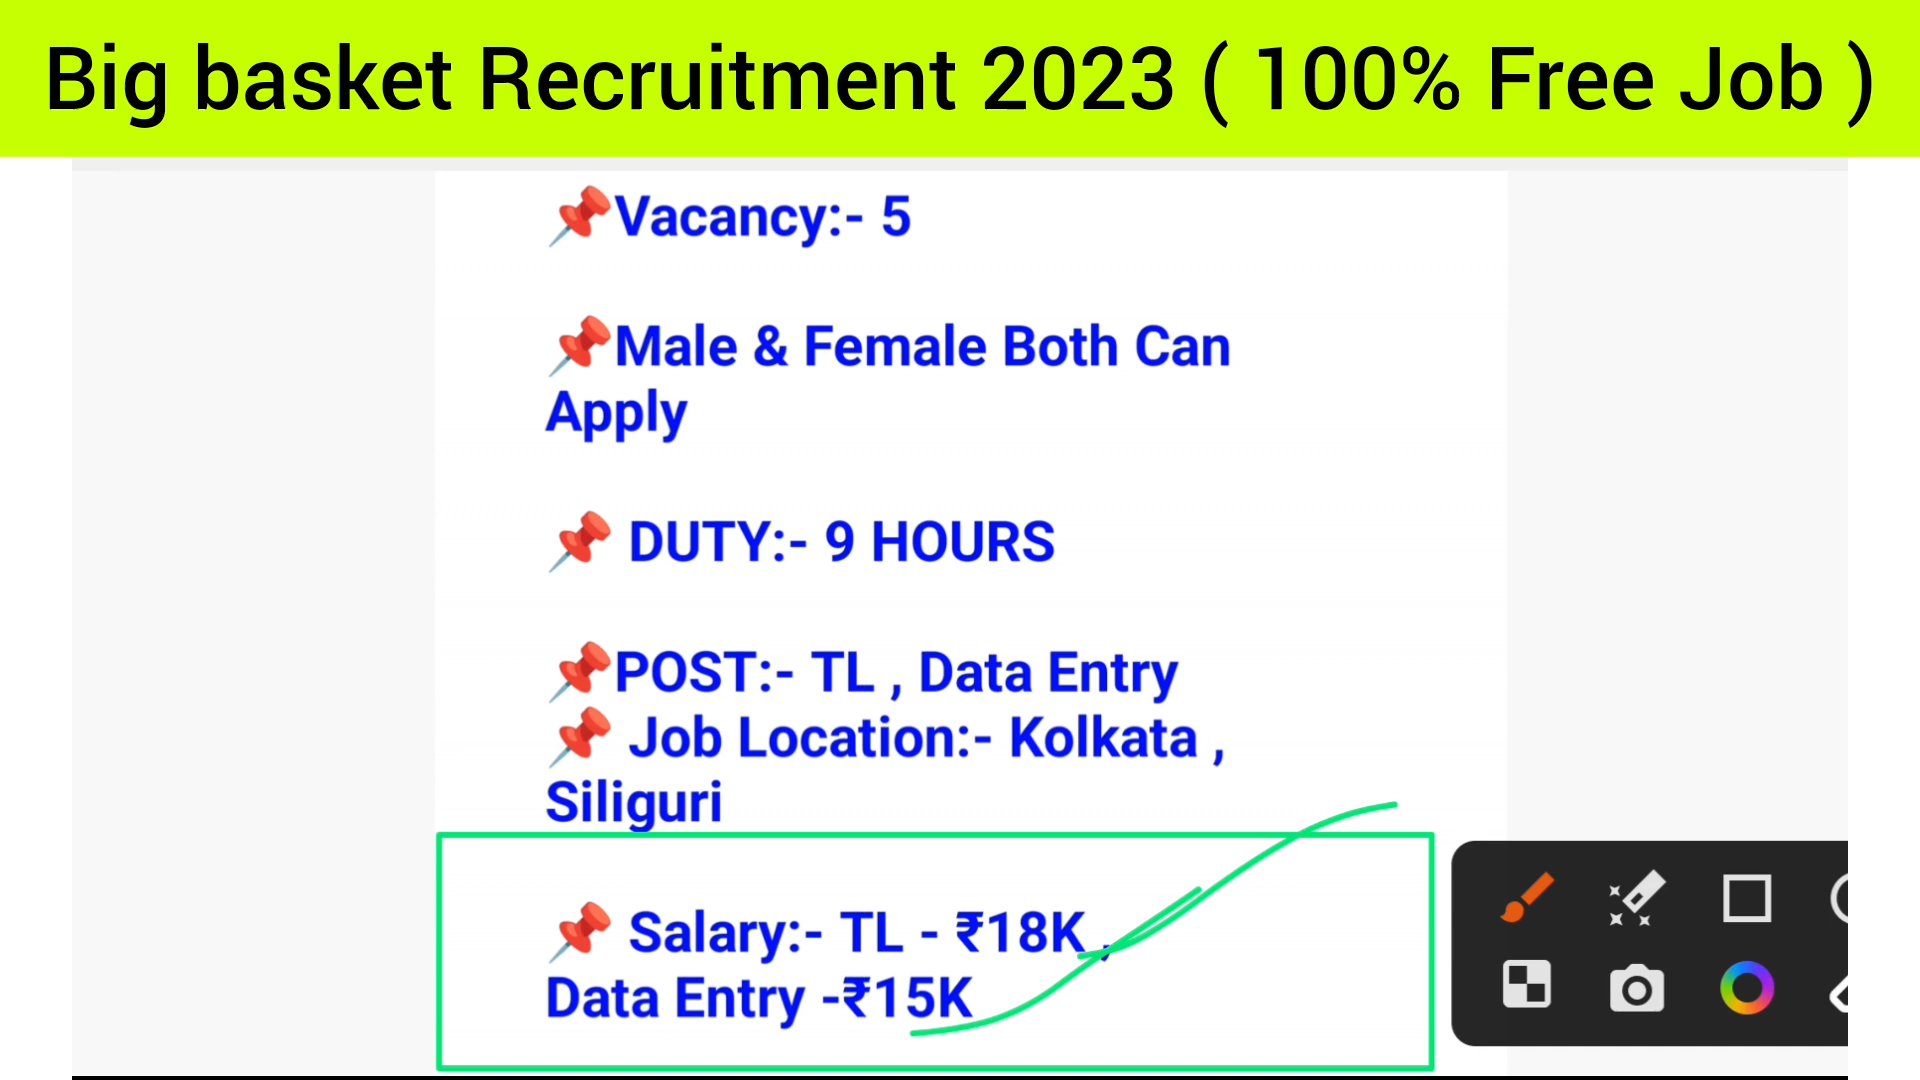 Big basket Recruitment 2023 ( 100% Free Job )
📌Vacancy:- 5
📌Male & Female Both Can
Apply
📌 DUTY:- 9 HOURS
📌POST:- TL , Data Entry
📌 Job Location:- Kolkata ,
Siliguri
📌 Salary:- TL - ₹18K ,
Data Entry -₹15K